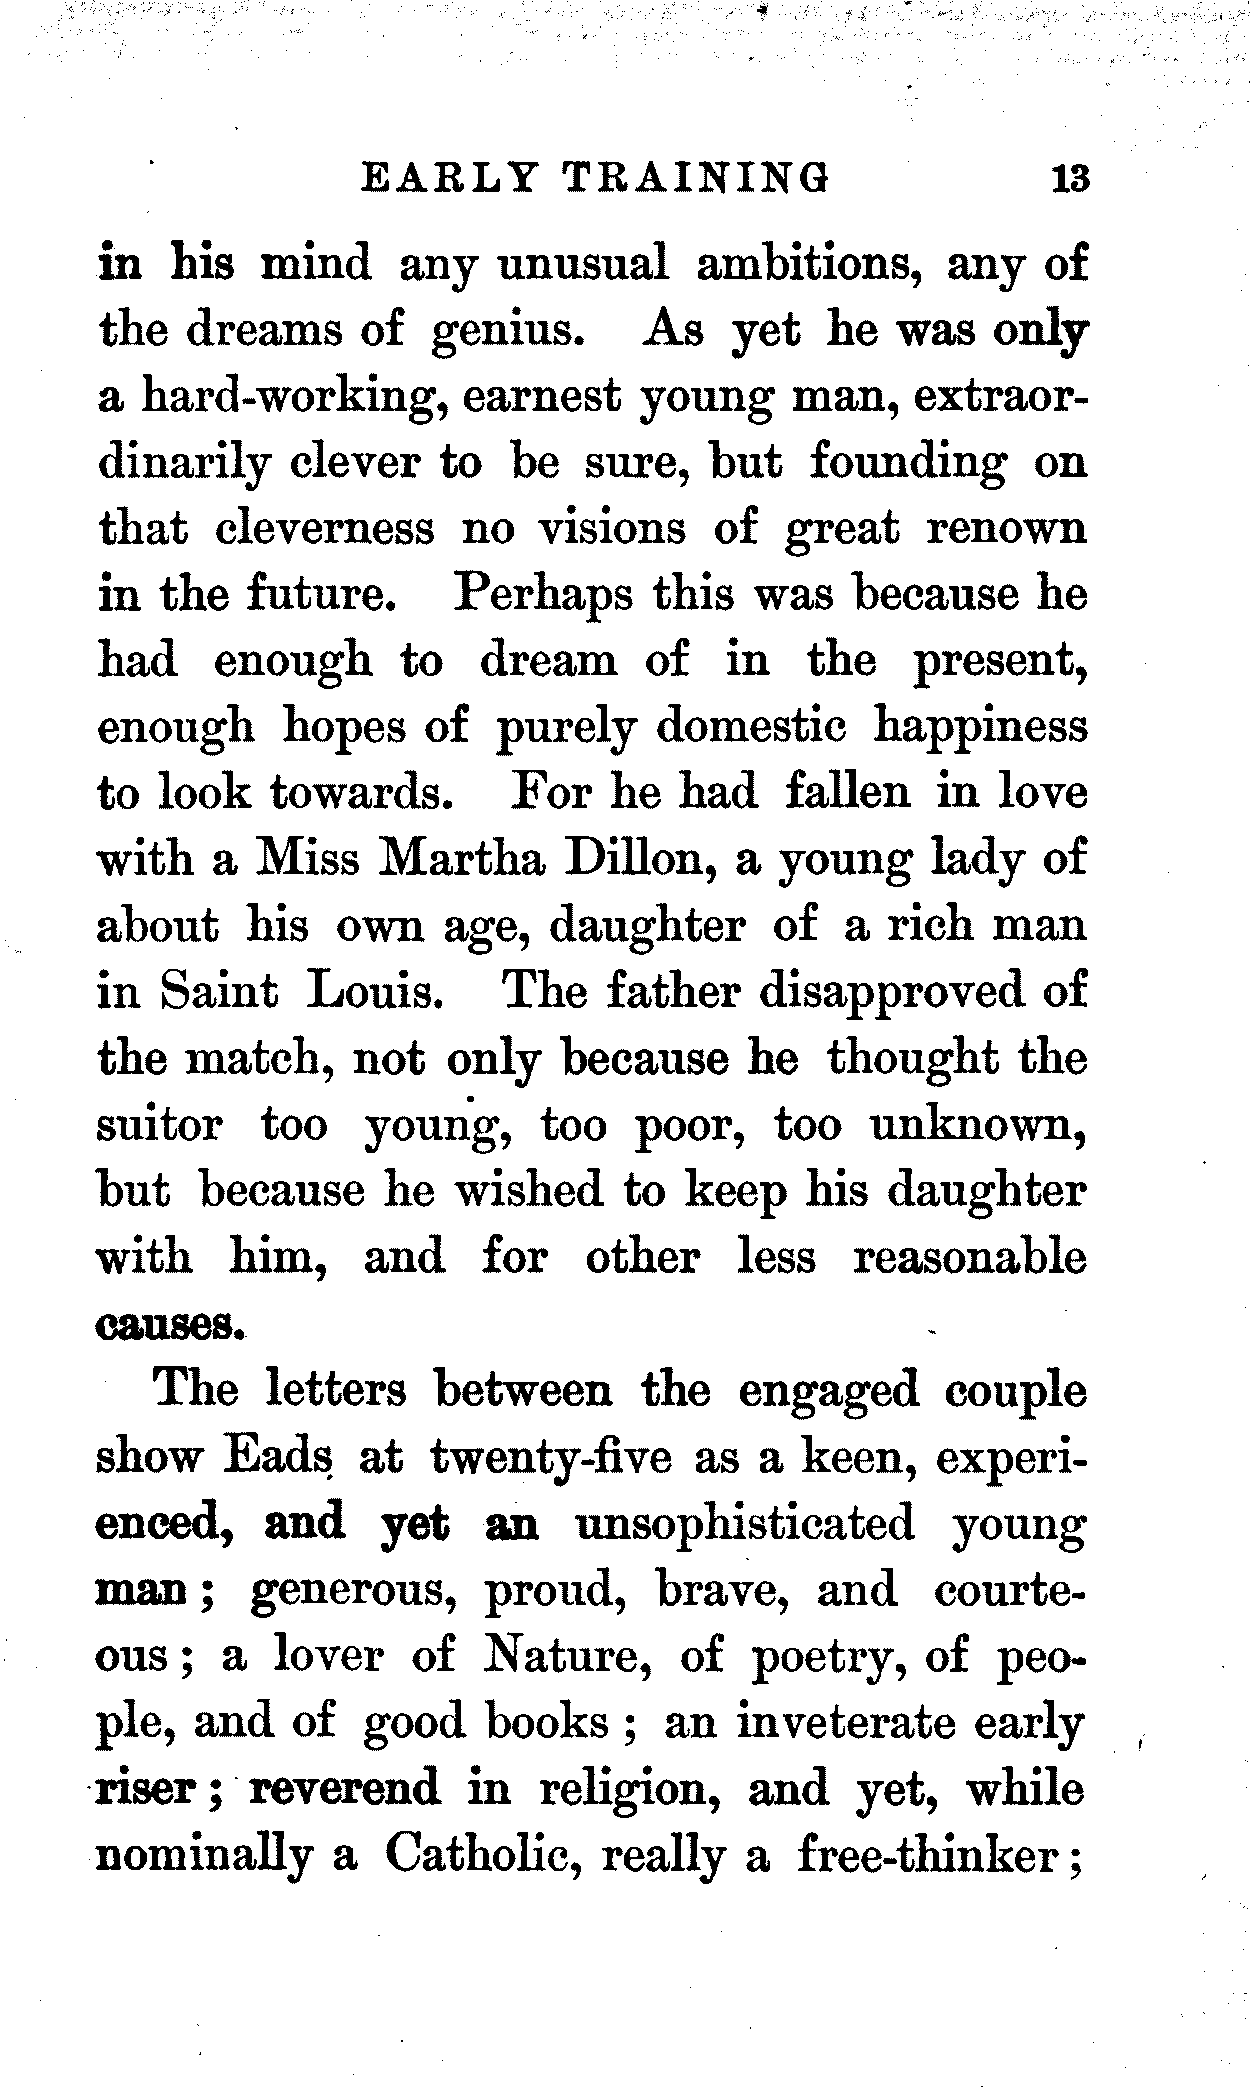 EARLY TRAINING 13
in his mind any unusual ambitions, any of
the dreams of genius. As yet he was only
a hard-working, earnest young man, extraor-
dinarily clever to be sure, but founding on
that cleverness no visions of great renown
in the future. Perhaps this was because he
had enough to dream of in the present,
enough hopes of purely domestic happiness
to look towards. For he had fallen in love
with a Miss Martha Dillon, a young lady of
about his own age, daughter of a rich man
in Saint Louis. The father disapproved of
the match, not only because he thought the
suitor too young, too poor, too unknown,
but because he wished to keep his daughter
with him, and for other less reasonable
causes.
The letters between the engaged couple
show Eads at twenty-five as a keen, experi-
enced, and yet an unsophisticated young
man ; generous, proud, brave, and courte-
ous ; a lover of Nature, of poetry, of peo-
ple, and of good books ; an inveterate early
riser ; reverend in religion, and yet, while
nominally a Catholic, really a free-thinker ;